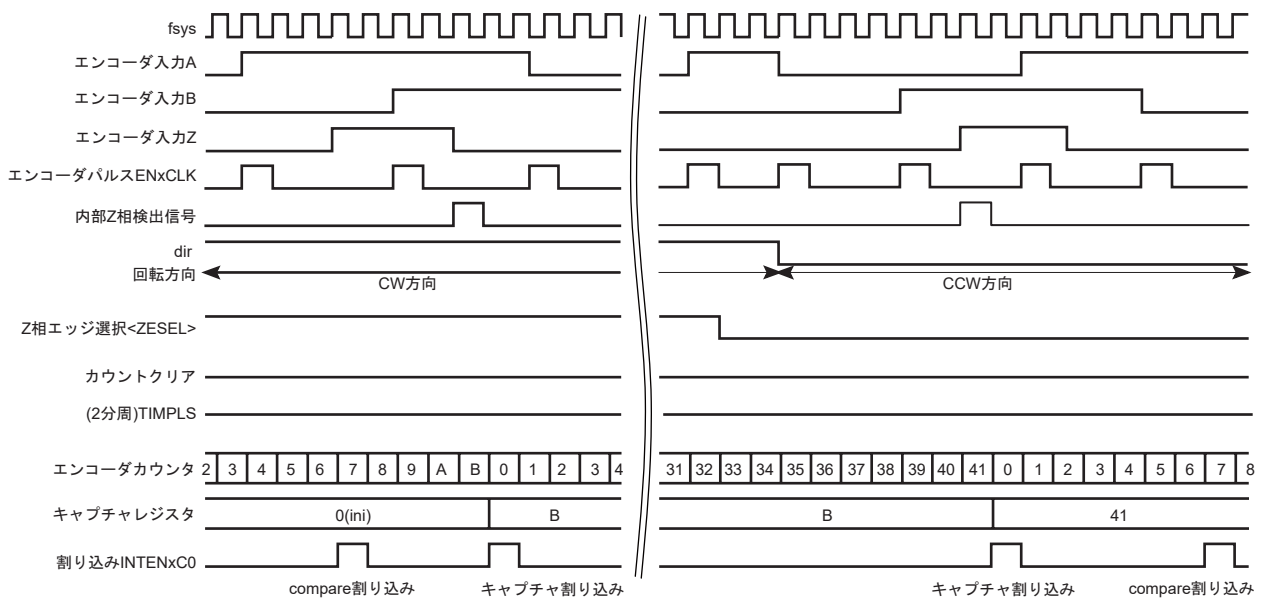 fsys
エンコーダ入力A
エンコーダ入力B
エンコーダ入力Z
エンコーダパルスENxCLK
内部Z相検出信号
dir
回転方向
CW方向
CCW方向
Z相エッジ選択<ZESEL>
カウントクリア
(2分周)TIMPLS
エンコーダカウンタ 2 3 4 5 6 7 8 9 A B 0 1 2 3 4 31 32 33 34 35 36 37 38 39 40 41 0 1 2 3 4 5 6 7 8
キャプチャレジスタ 0(ini) B B 41
割り込みINTENxC0
compare割り込み キャプチャ割り込み キャプチャ割り込み compare割り込み